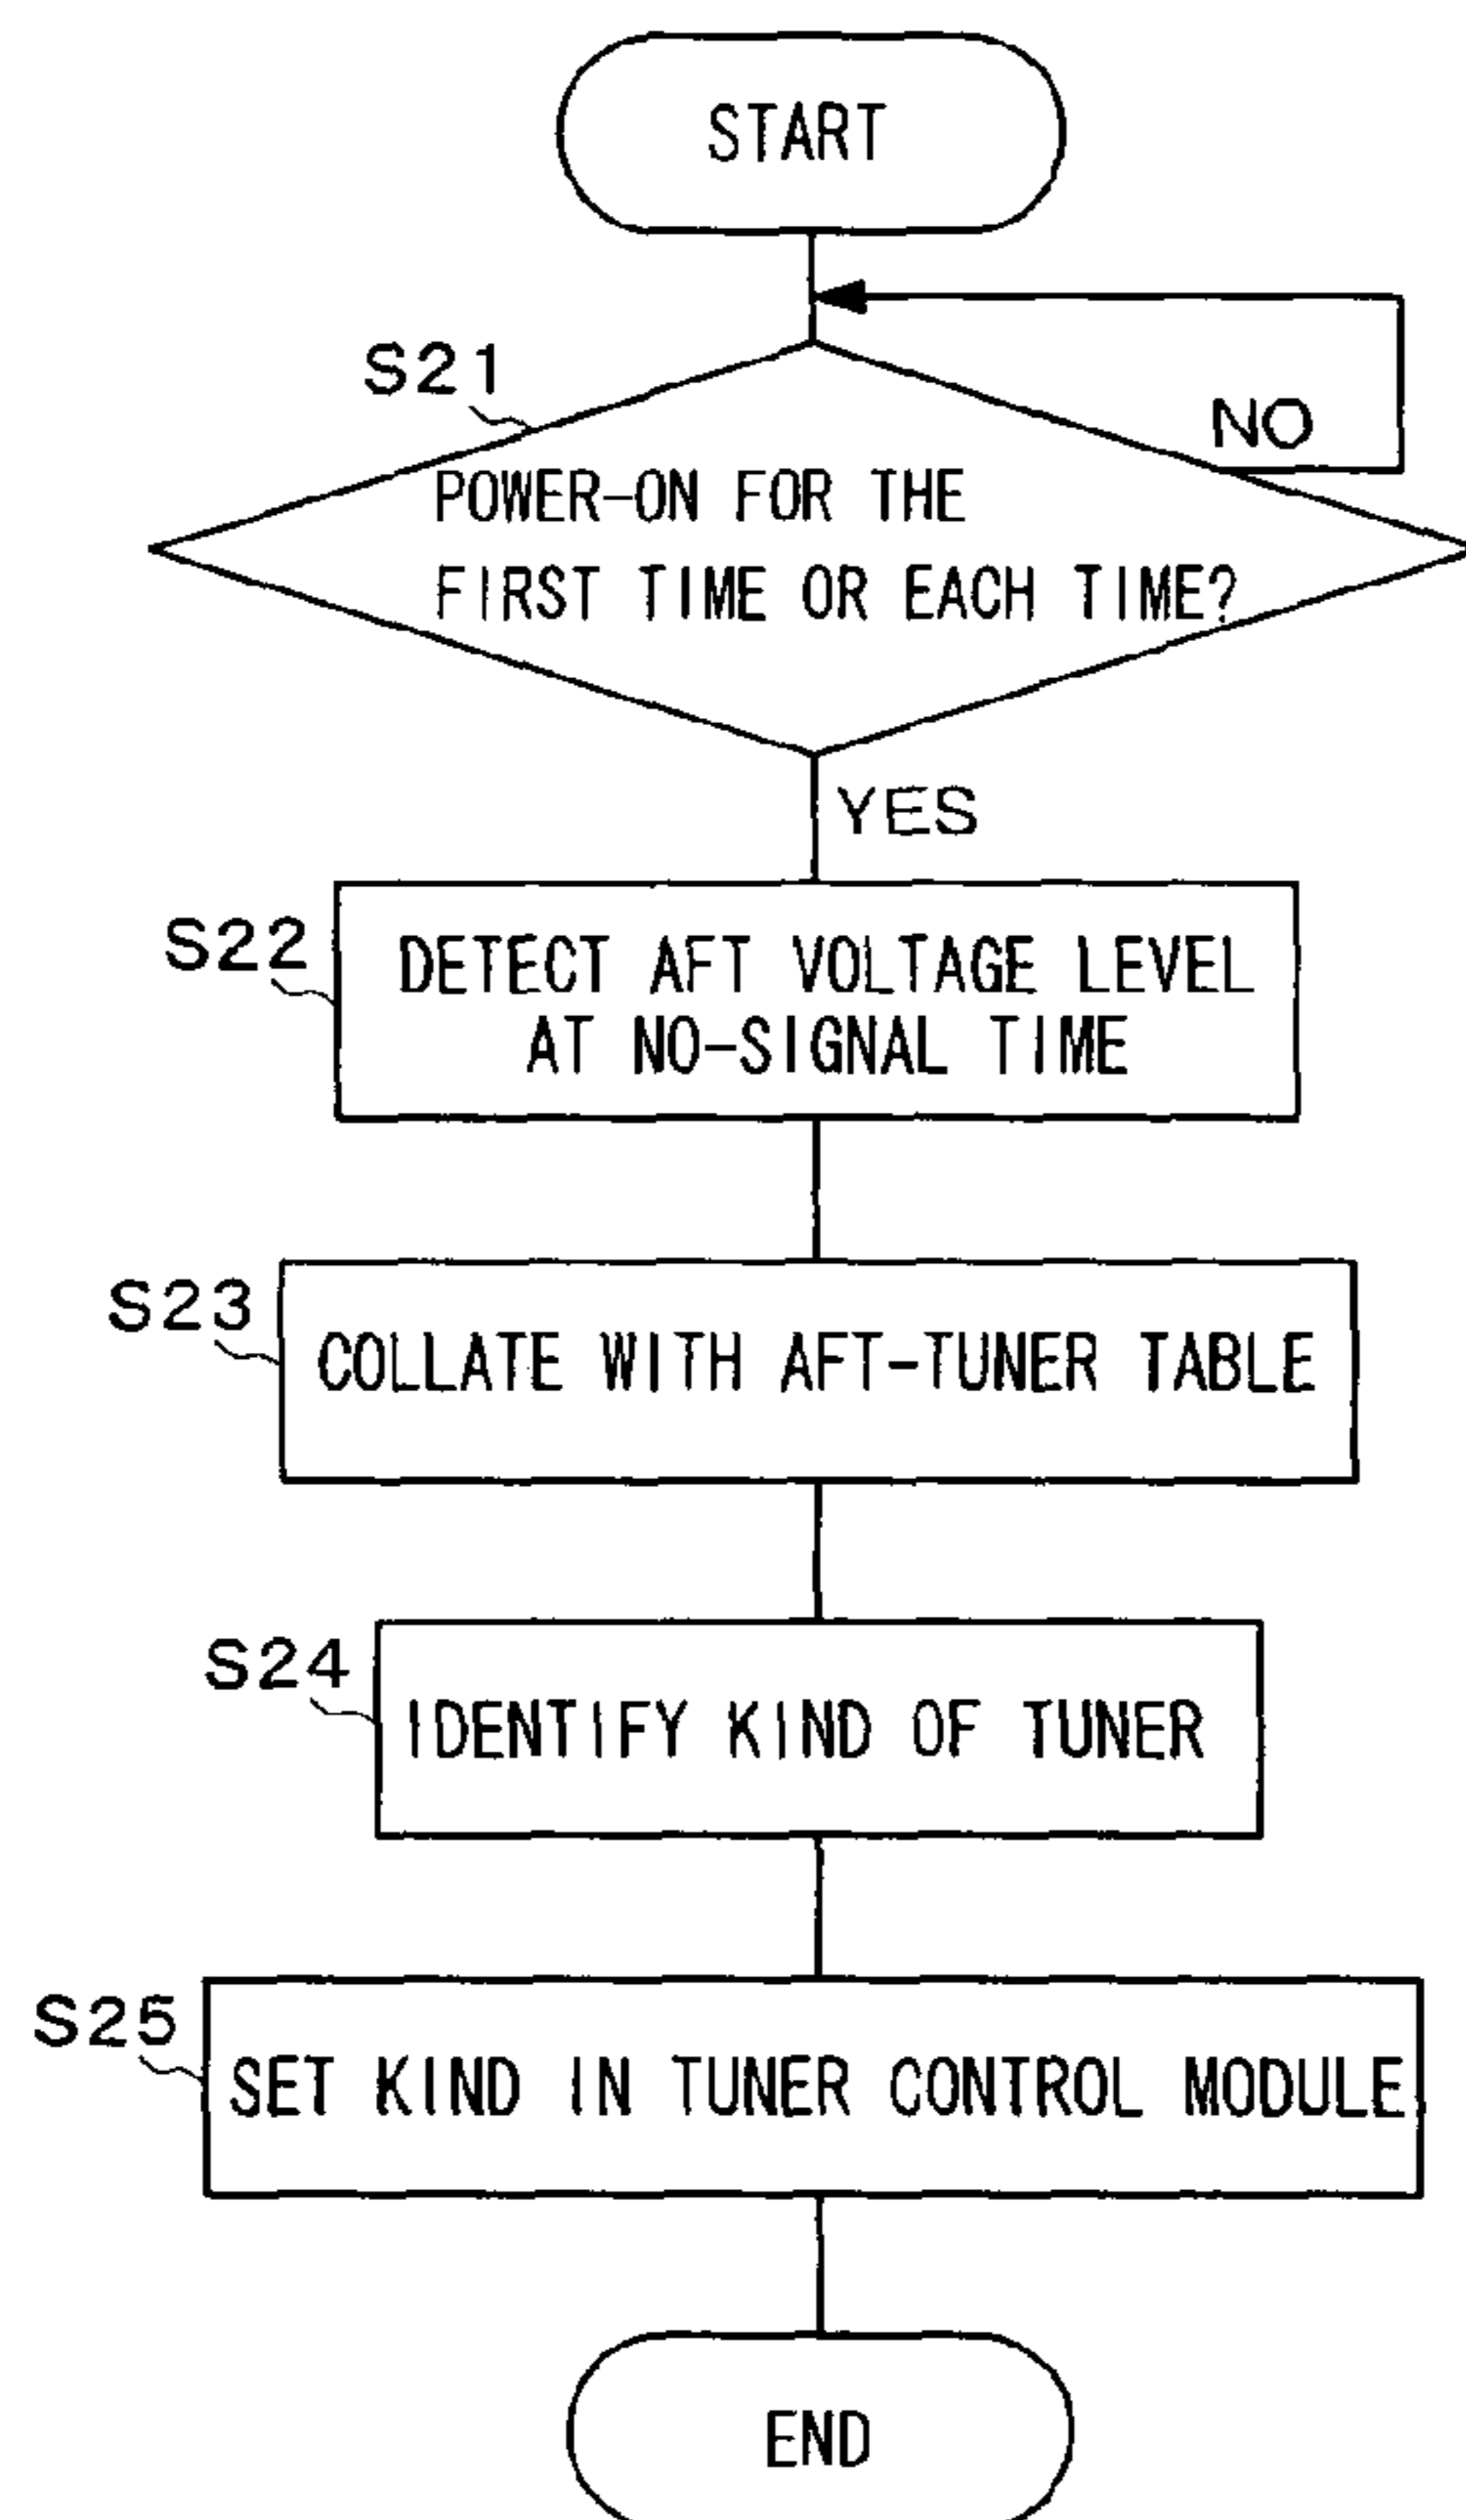 START
S21
NO
POWER-ON FOR THE
FIRST TIME OR EACH TIME?
YES
S22
DETECT AFT VOLTAGE LEVEL
AT NO-SIGNAL TIME
S23
COLLATE WITH AFT-TUNER TABLE
S24
IDENTIFY KIND OF TUNER
S25
SET KIND IN TUNER CONTROL MODULE
END